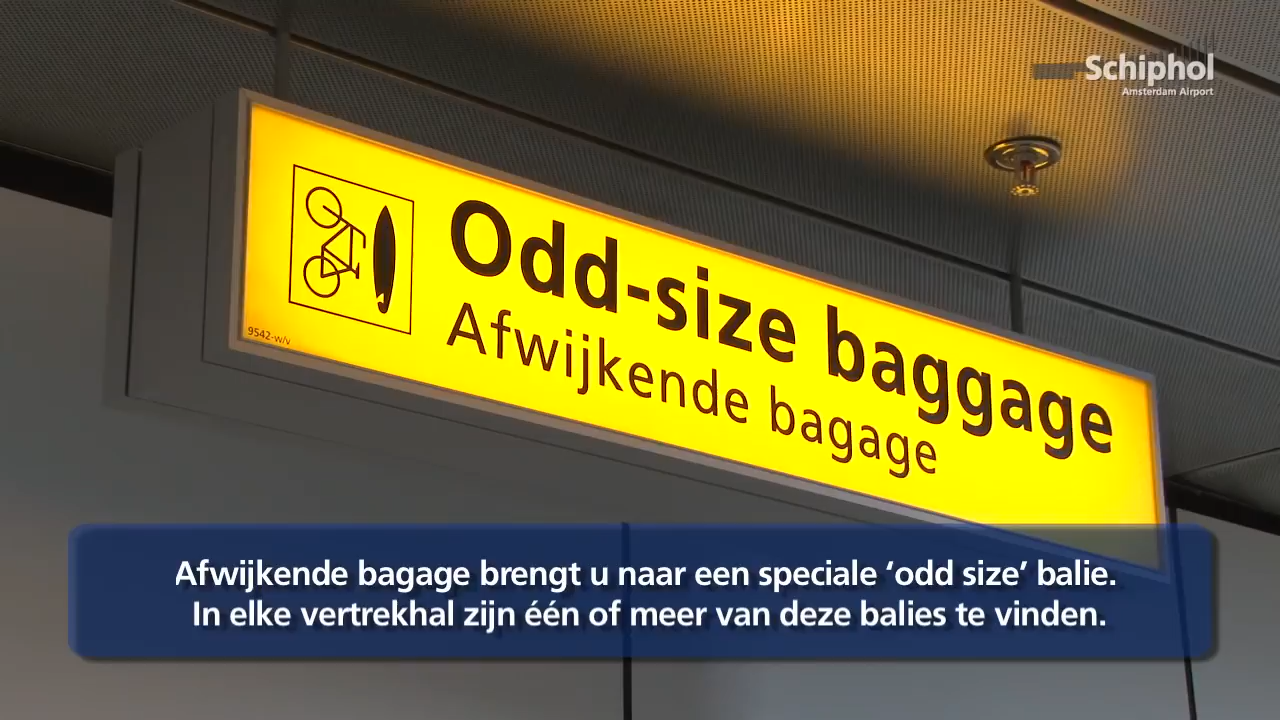 Schiphol
Amsterdam Airport
Odd-size baggage
Afwijkende bagage
9542-w/v
Afwijkende bagage brengt u naar een speciale ‘odd size’ balie.
In elke vertrekhal zijn één of meer van deze balies te vinden.